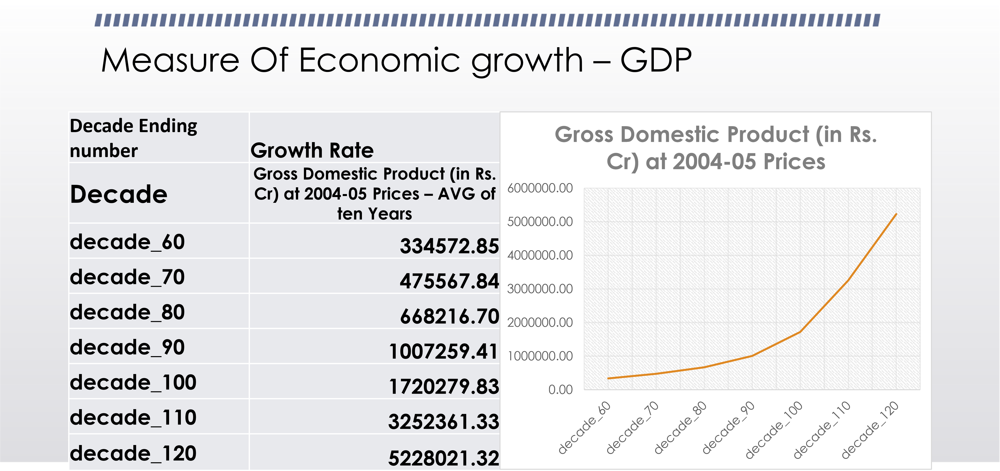 Measure Of Economic growth – GDP
Decade Ending
number
Growth Rate
Decade
Gross Domestic Product (in Rs.
Cr) at 2004-05 Prices – AVG of
ten Years
decade_60
334572.85
decade_70
475567.84
decade_80
668216.70
decade_90
1007259.41
decade_100
1720279.83
decade_110
3252361.33
decade_120
5228021.32
Gross Domestic Product (in Rs.
Cr) at 2004-05 Prices
6000000.00
5000000.00
4000000.00
3000000.00
2000000.00
1000000.00
0.00
decade_60
decade_70
decade_80
decade_90
decade_100
decade_110
decade_120